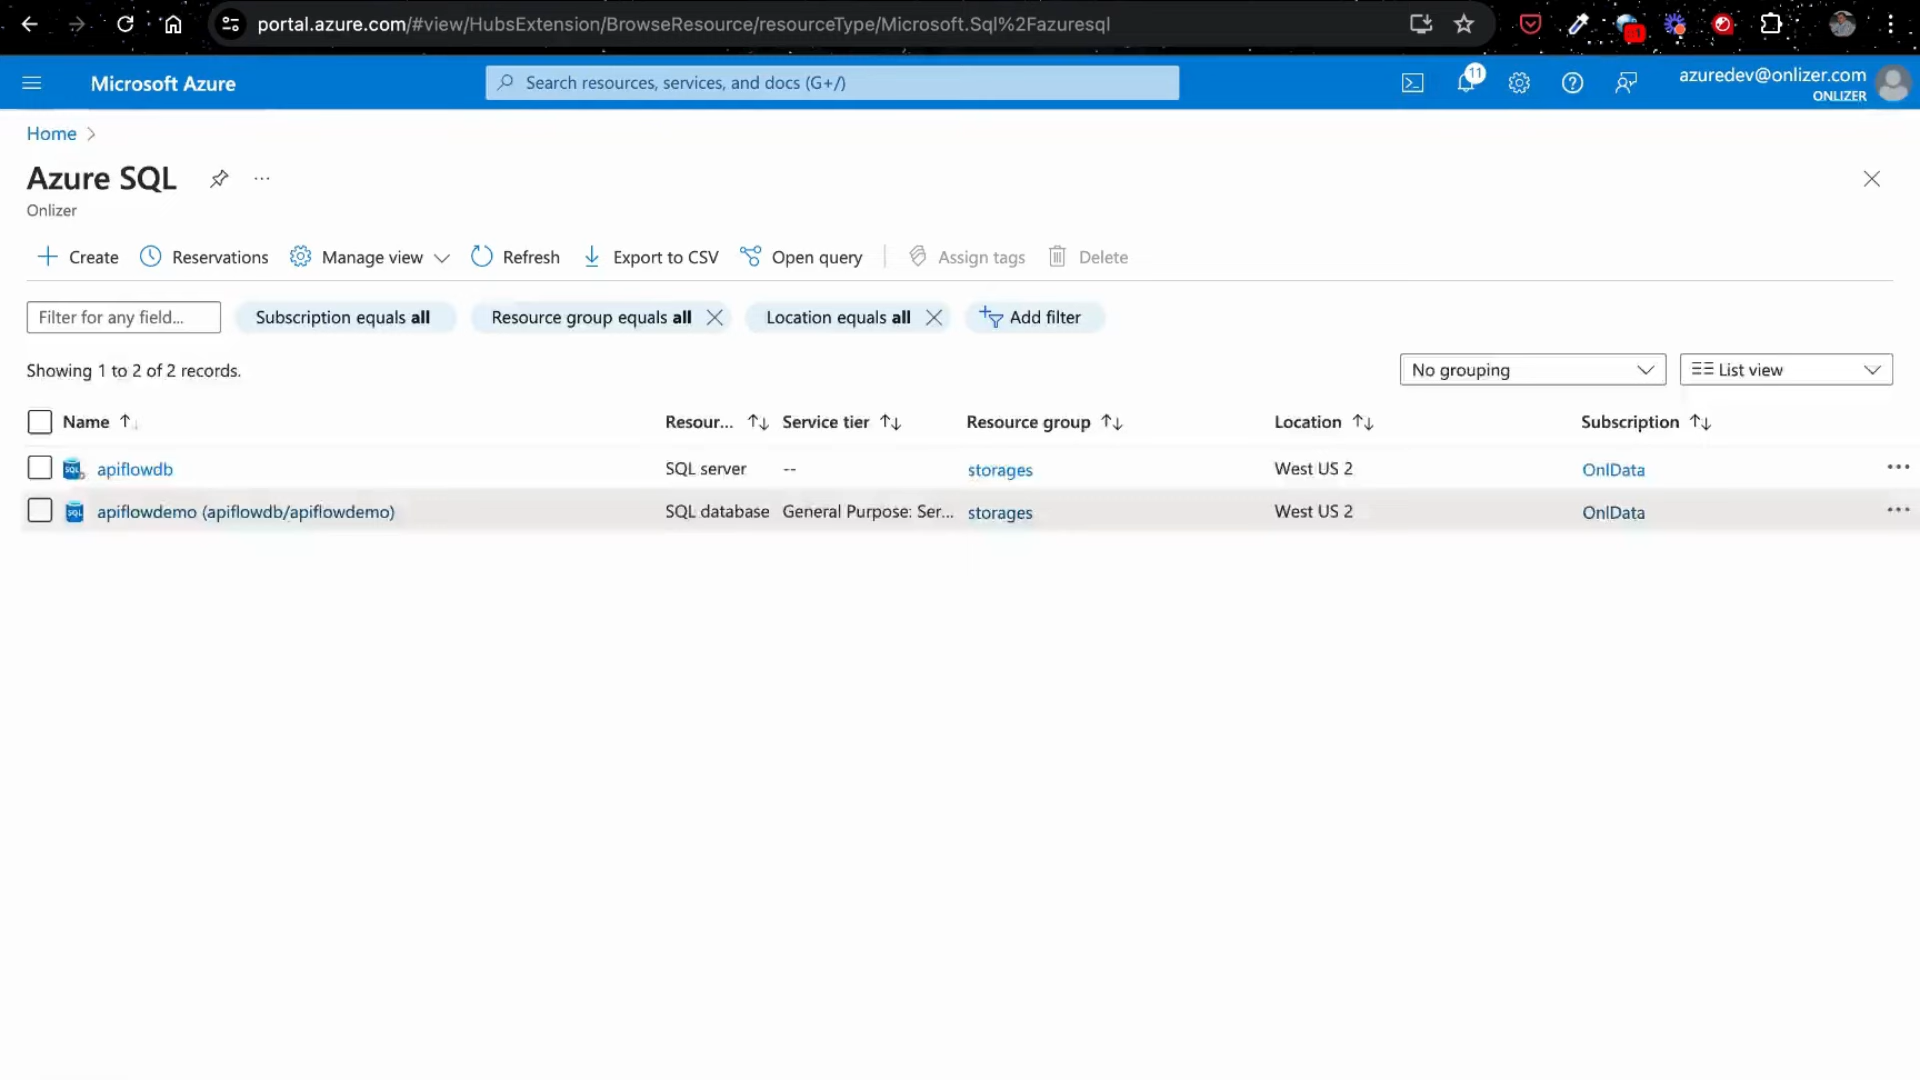 portal.azure.com/#view/HubsExtension/BrowseResource/resourceType/Microsoft.Sql%2Fazuresql
Microsoft Azure
Search resources, services, and docs (G+/)
11
azuredev@onlizer.com
ONLIZER
Home
Azure SQL
Onlizer
Create Reservations Manage view Refresh Export to CSV Open query Assign tags Delete
Filter for any field... Subscription equals all Resource group equals all Location equals all Add filter
Showing 1 to 2 of 2 records. No grouping List view
Name Resour... Service tier Resource group Location Subscription
apiflowdb SQL server -- storages West US 2 OnlData
apiflowdemo (apiflowdb/apiflowdemo) SQL database General Purpose: Ser... storages West US 2 OnlData